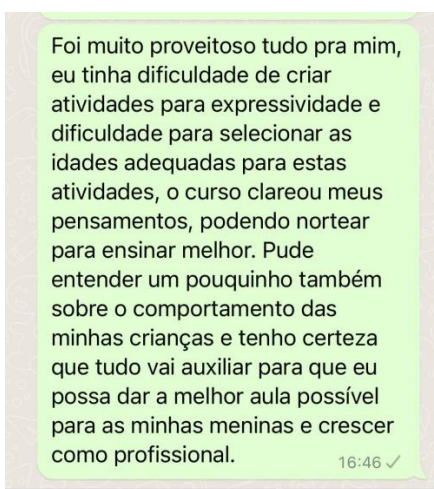 Foi muito proveitoso tudo pra mim,
eu tinha dificuldade de criar
atividades para expressividade e
dificuldade para selecionar as
idades adequadas para estas
atividades, o curso clareou meus
pensamentos, podendo nortear
para ensinar melhor. Pude
entender um pouquinho também
sobre o comportamento das
minhas crianças e tenho certeza
que tudo vai auxiliar para que eu
possa dar a melhor aula possível
para as minhas meninas e crescer
como profissional.
16:46